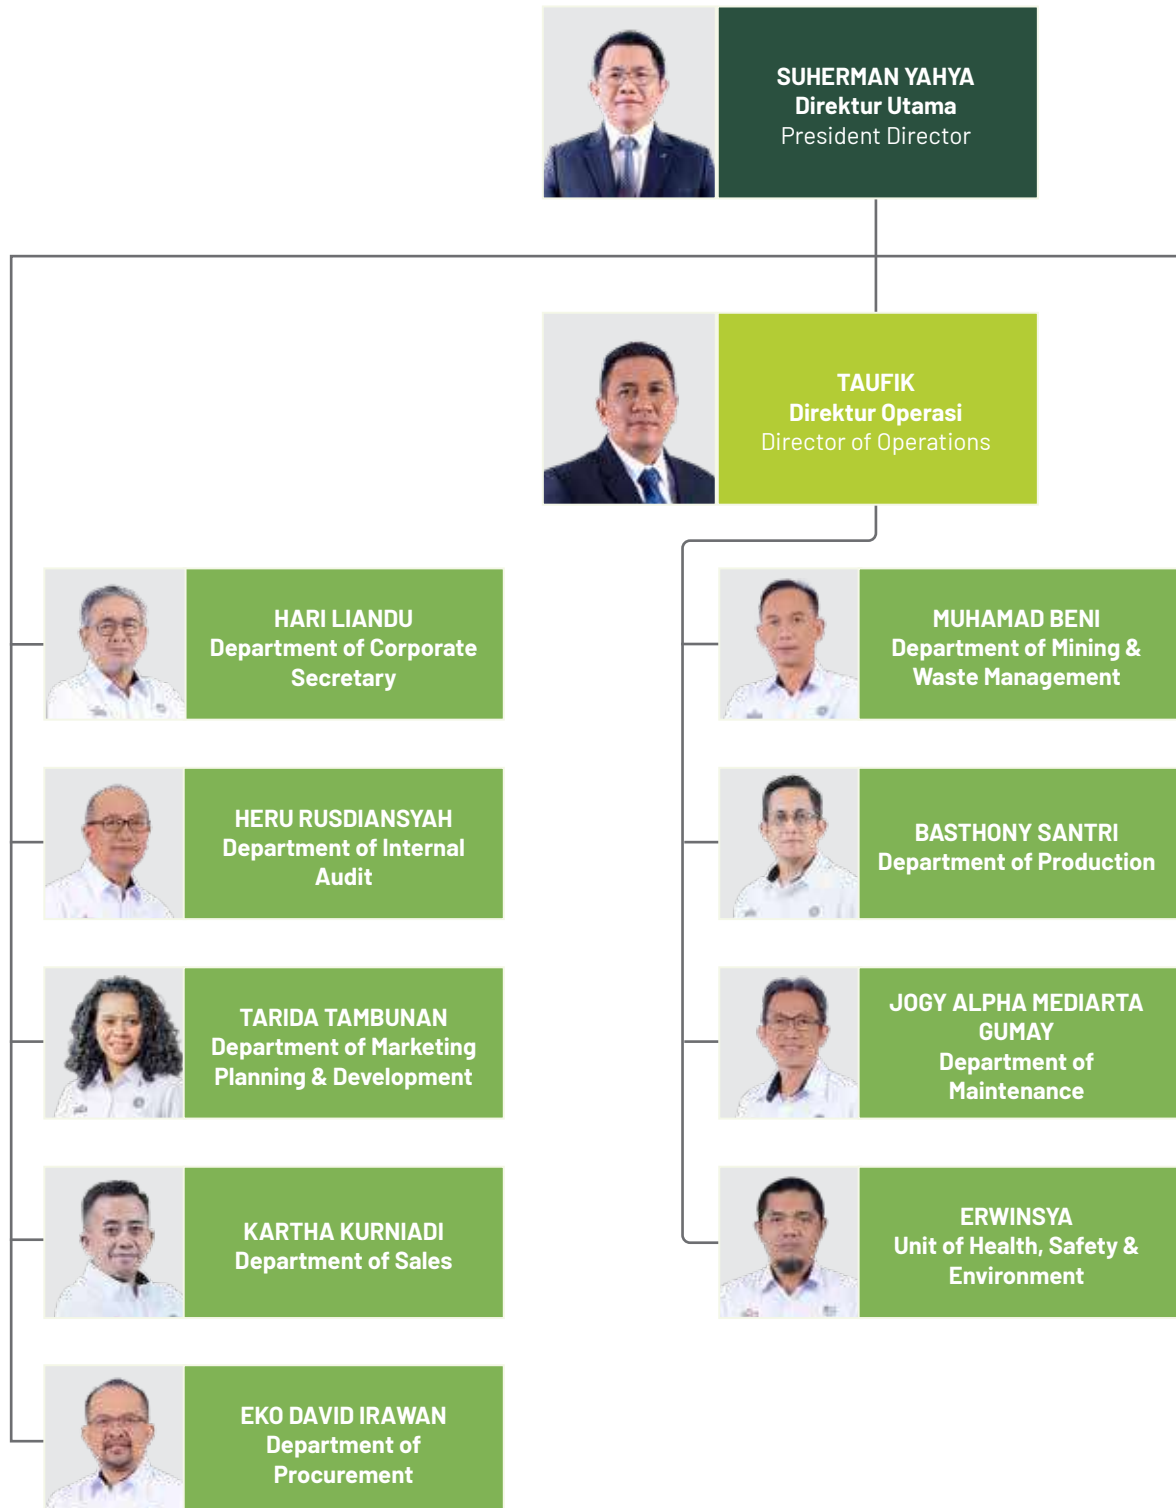 SUHERMAN YAHYA
Direktur Utama
President Director
TAUFIK
Direktur Operasi
Director of Operations
HARI LIANDU
Department of Corporate
Secretary
HERU RUSDIANSYAH
Department of Internal
Audit
TARIDA TAMBUNAN
Department of Marketing
Planning & Development
KARTHA KURNIADI
Department of Sales
EKO DAVID IRAWAN
Department of
Procurement
MUHAMAD BENI
Department of Mining &
Waste Management
BASTHONY SANTRI
Department of Production
JOGY ALPHA MEDIARTA
GUMAY
Department of
Maintenance
ERWINSYA
Unit of Health, Safety &
Environment